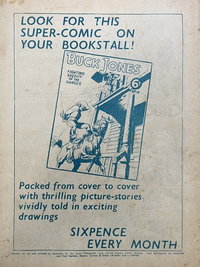 LOOK FOR THIS
SUPER-COMIC ON
YOUR BOOKSTALL!
BUCK JONES
6D
Packed from cover to cover
with thrilling picture-stories
vividly told in exciting
drawings
SIXPENCE
EVERY MONTH